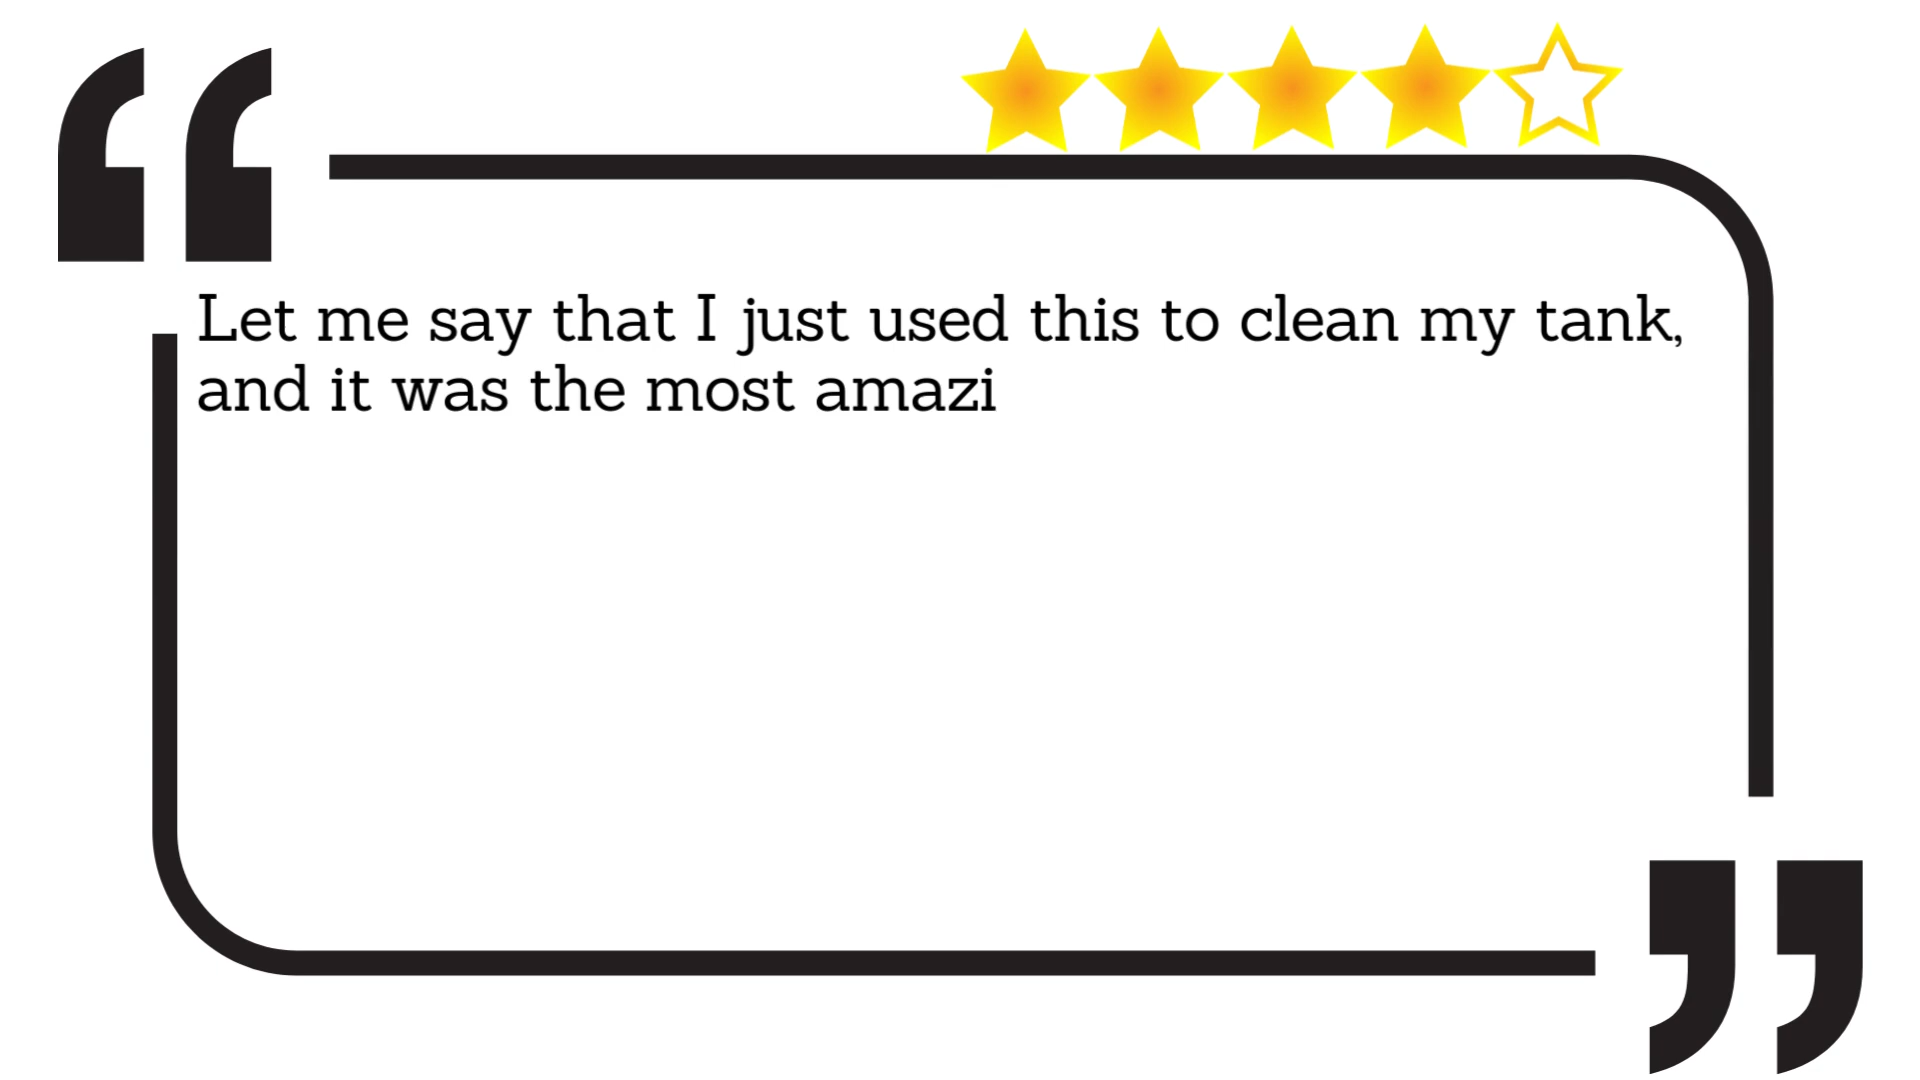 Let me say that I just used this to clean my tank,
and it was the most amazi